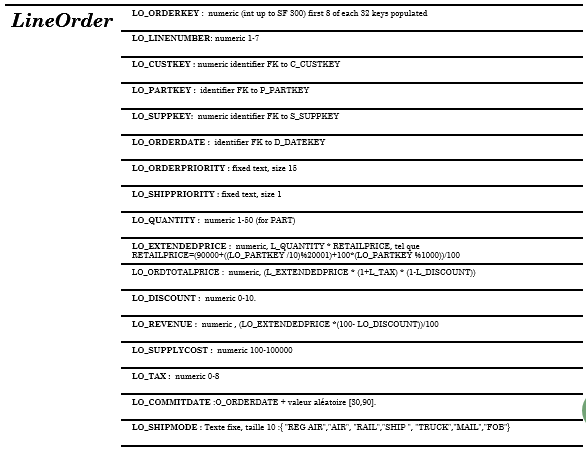 LineOrder
LO_ORDERKEY : numeric (int up to SF 300) first 8 of each 32 keys populated
LO_LINENUMBER: numeric 1-7
LO_CUSTKEY : numeric identifier FK to C_CUSTKEY
LO_PARTKEY : identifier FK to P_PARTKEY
LO_SUPPKEY: numeric identifier FK to S_SUPPKEY
LO_ORDERDATE : identifier FK to D_DATEKEY
LO_ORDERPRIORITY : fixed text, size 15
LO_SHIPPRIORITY : fixed text, size 1
LO_QUANTITY : numeric 1-50 (for PART)
LO_EXTENDEDPRICE : numeric, L_QUANTITY * RETAILPRICE, tel que
RETAILPRICE=(90000+((LO_PARTKEY /10)%20001)+100*(LO_PARTKEY %1000))/100
LO_ORDTOTALPRICE : numeric, (L_EXTENDEDPRICE * (1+L_TAX) * (1-L_DISCOUNT))
LO_DISCOUNT : numeric 0-10.
LO_REVENUE : numeric , (LO_EXTENDEDPRICE *(100- LO_DISCOUNT))/100
LO_SUPPLYCOST : numeric 100-100000
LO_TAX : numeric 0-8
LO_COMMITDATE :O_ORDERDATE + valeur aléatoire [30,90].
LO_SHIPMODE : Texte fixe, taille 10 :{ "REG AIR","AIR", "RAIL","SHIP ", "TRUCK","MAIL","FOB"}